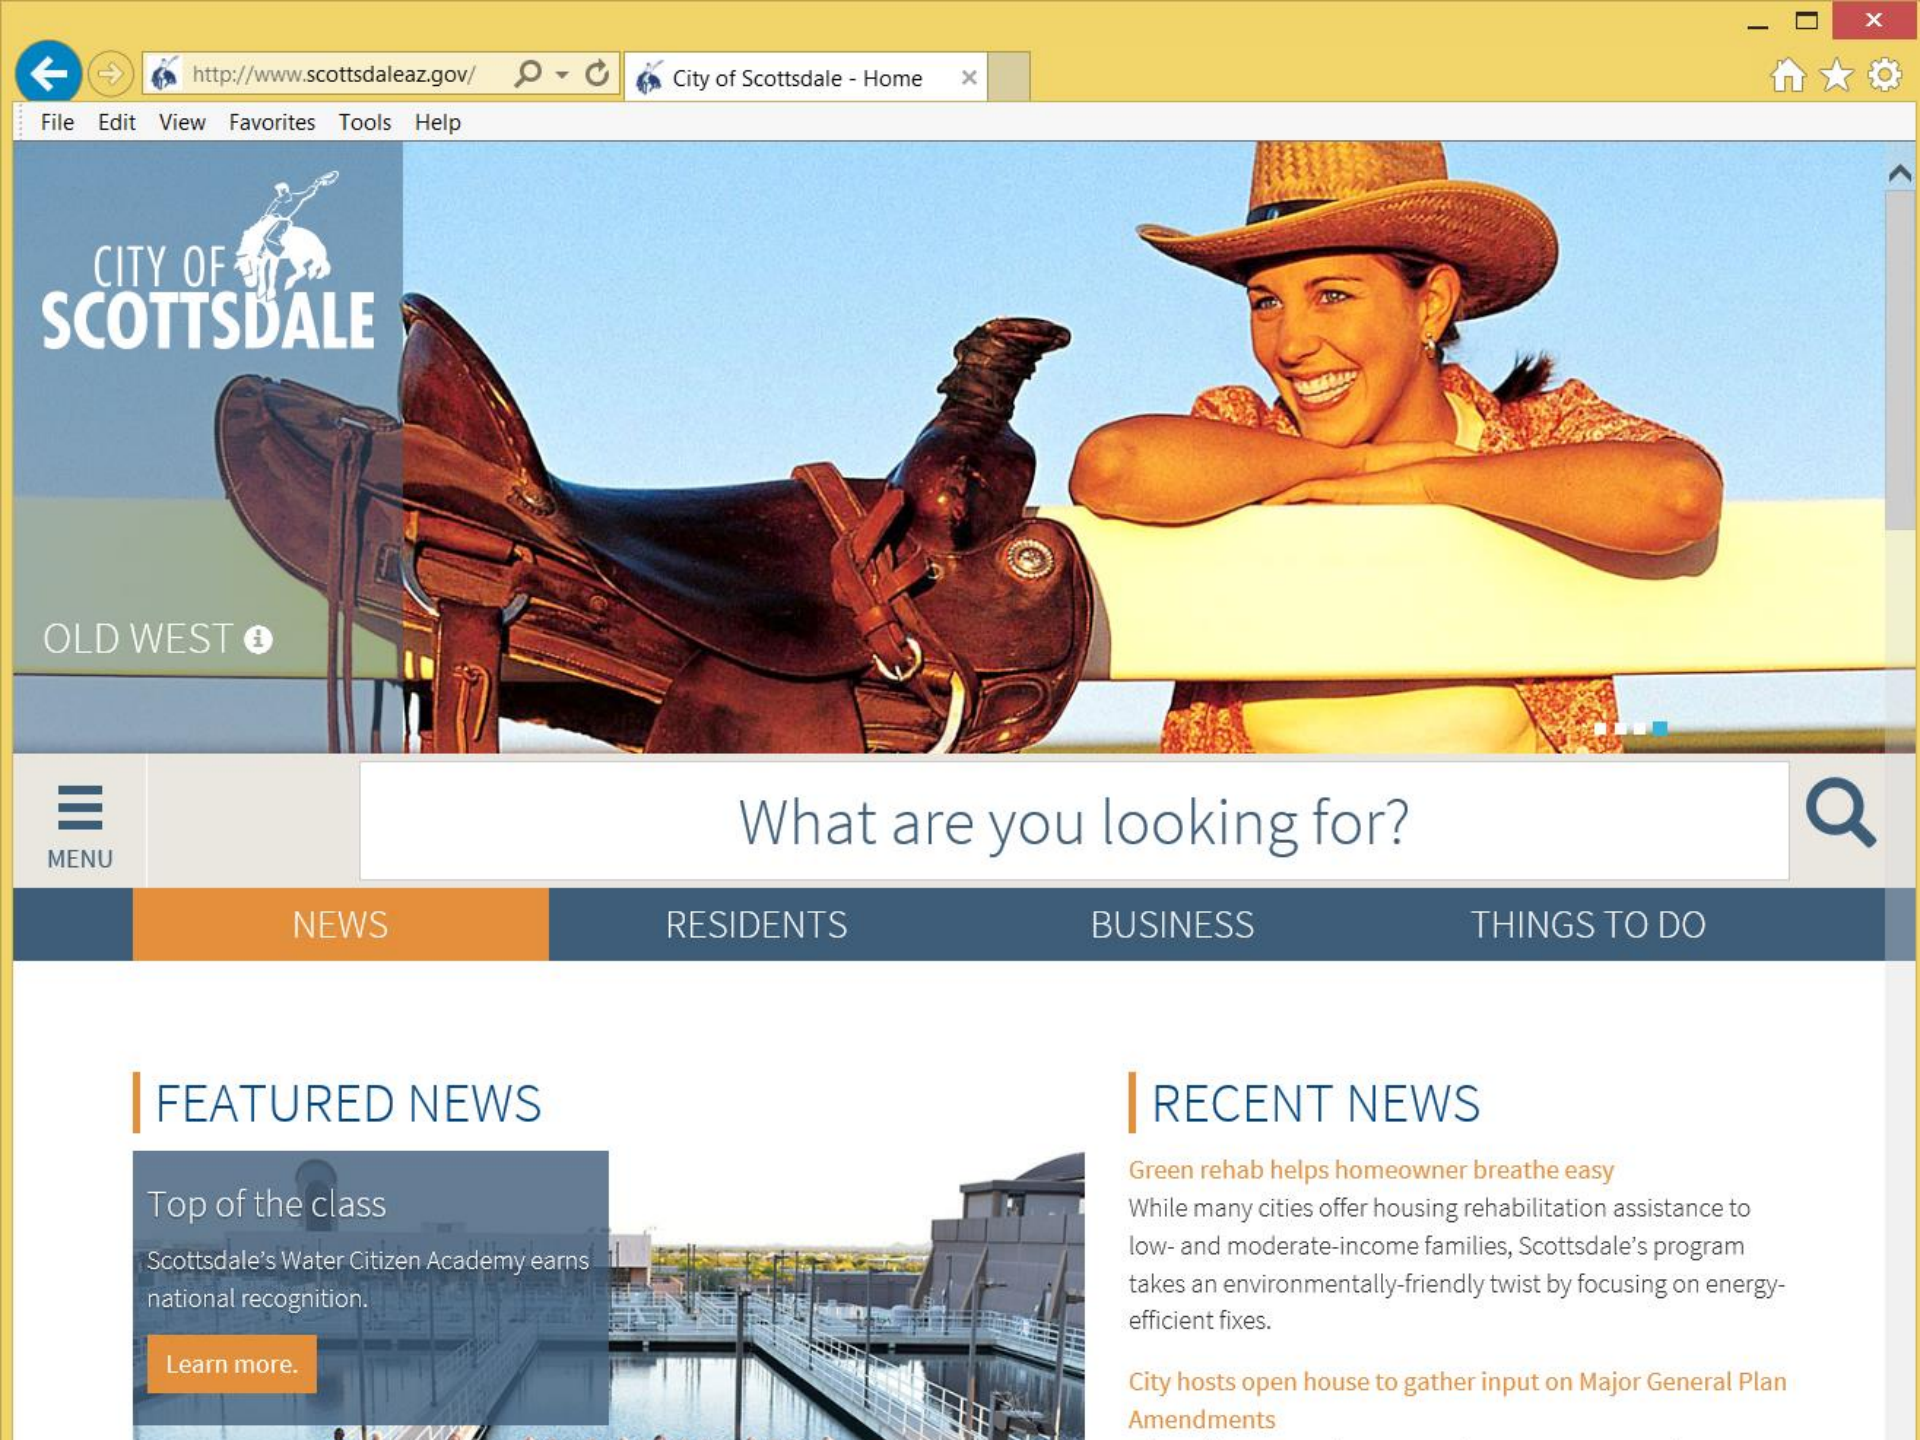 http://www.scottsdaleaz.gov/
City of Scottsdale - Home
File Edit View Favorites Tools Help
CITY OF
SCOTTSDALE
OLD WEST
MENU
What are you looking for?
NEWS RESIDENTS BUSINESS THINGS TO DO
FEATURED NEWS
Top of the class
Scottsdale's Water Citizen Academy earns
national recognition.
Learn more.
RECENT NEWS
Green rehab helps homeowner breathe easy
While many cities offer housing rehabilitation assistance to
low- and moderate-income families, Scottsdale's program
takes an environmentally-friendly twist by focusing on energy-
efficient fixes.
City hosts open house to gather input on Major General Plan
Amendments